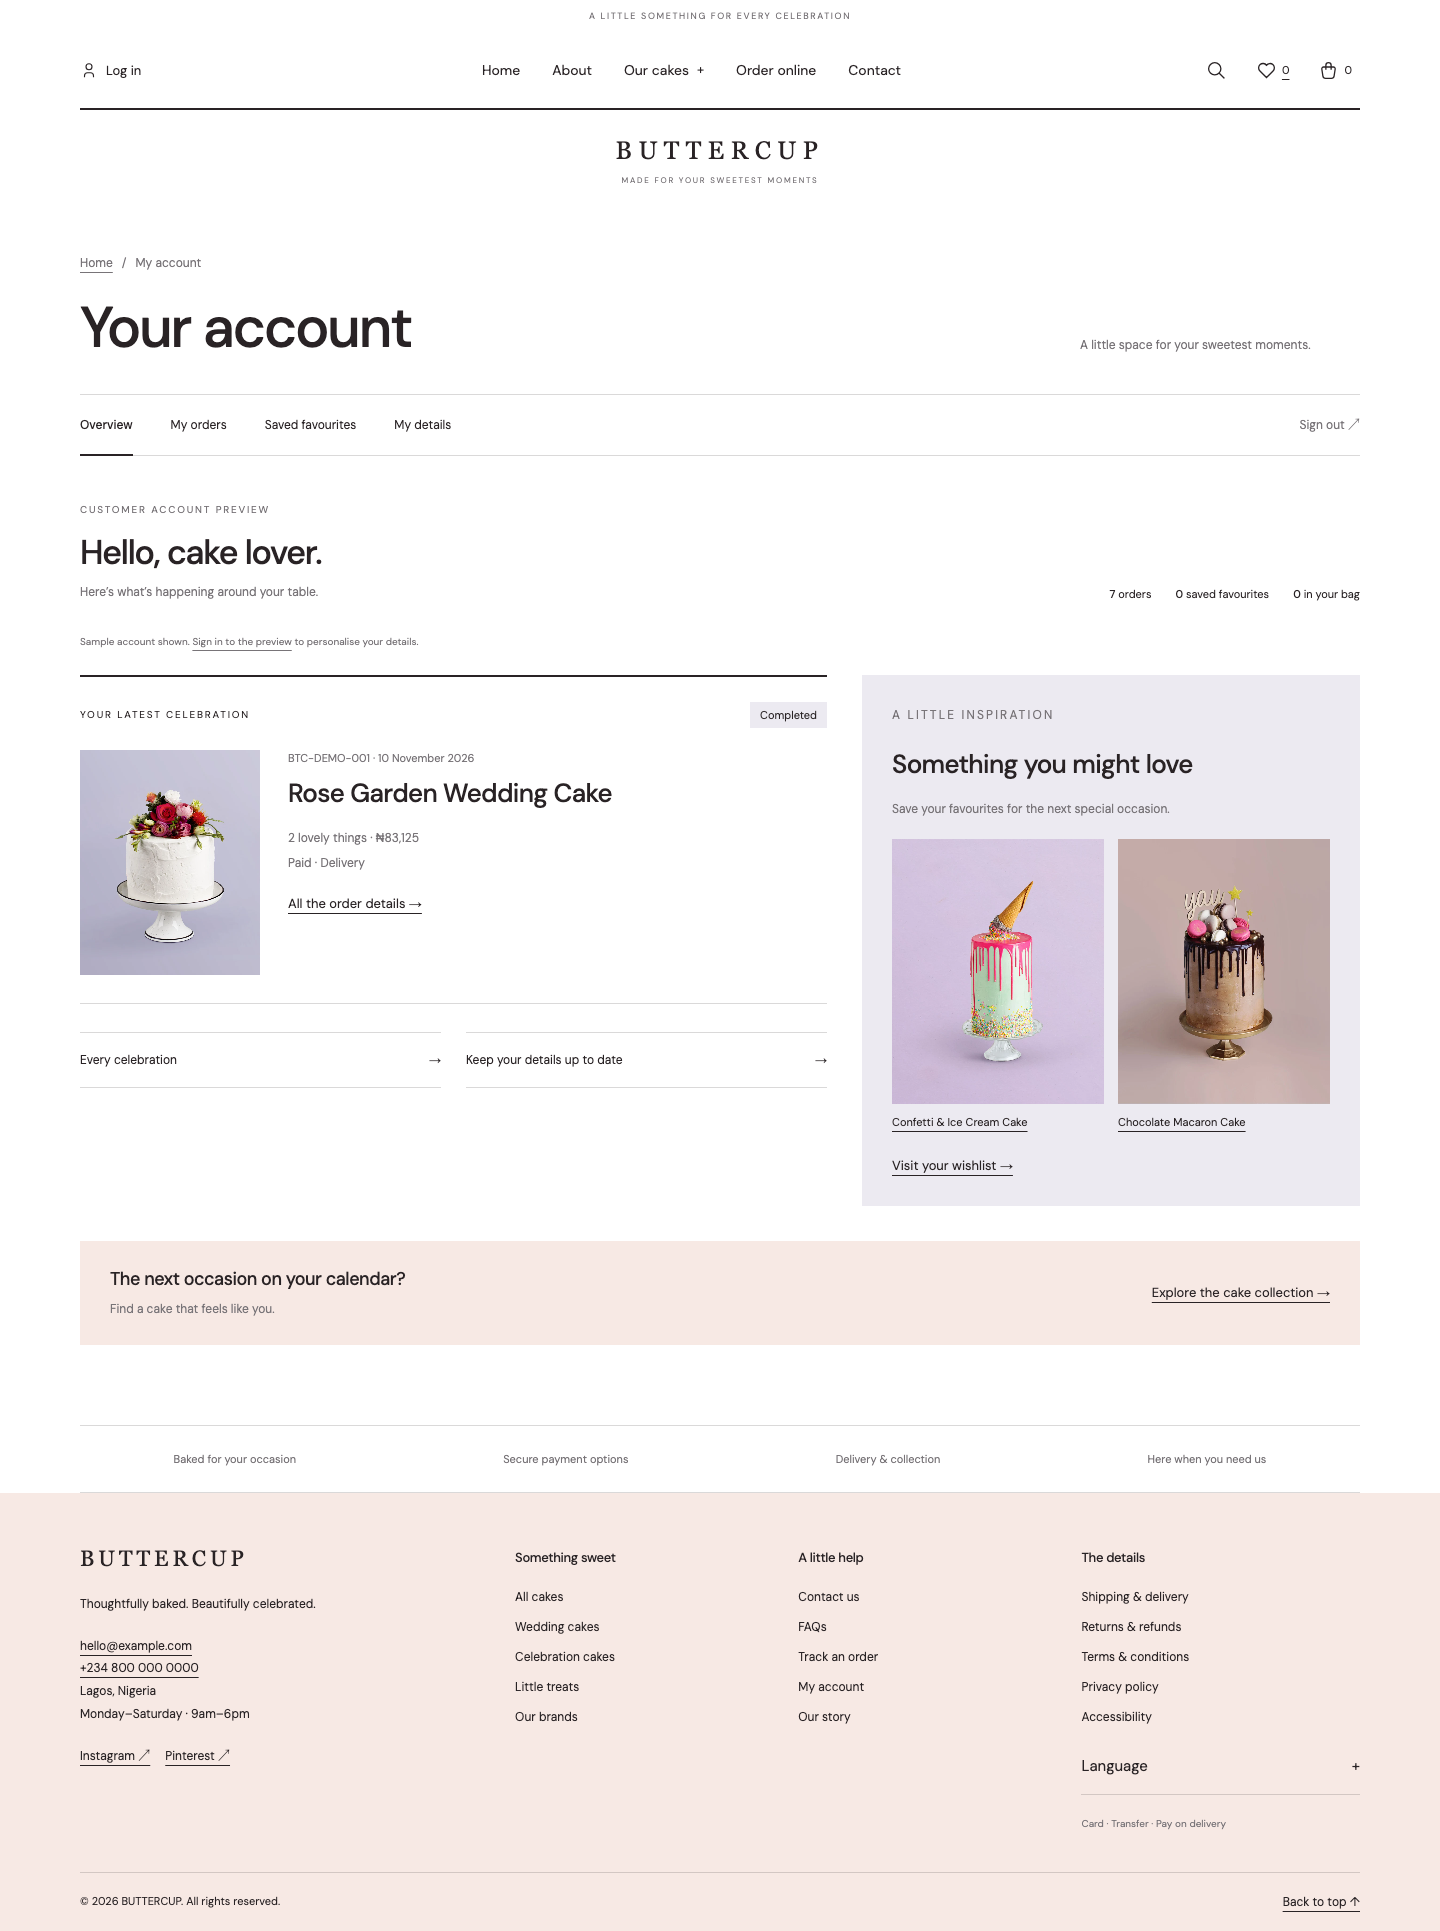 A LITTLE SOMETHING FOR EVERY CELEBRATION
Log in
Home About Our cakes + Order online Contact
0 0
BUTTERCUP
MADE FOR YOUR SWEETEST MOMENTS
Home / My account
Your account
A little space for your sweetest moments.
Overview My orders Saved favourites My details
Sign out ↗
CUSTOMER ACCOUNT PREVIEW
Hello, cake lover.
Here’s what’s happening around your table.
7 orders 0 saved favourites 0 in your bag
Sample account shown. Sign in to the preview to personalise your details.
YOUR LATEST CELEBRATION
Completed
BTC-DEMO-001 · 10 November 2026
Rose Garden Wedding Cake
2 lovely things · ₦83,125
Paid · Delivery
All the order details →
Every celebration →
Keep your details up to date →
A LITTLE INSPIRATION
Something you might love
Save your favourites for the next special occasion.
yay
Confetti & Ice Cream Cake
Chocolate Macaron Cake
Visit your wishlist →
The next occasion on your calendar?
Find a cake that feels like you.
Explore the cake collection →
Baked for your occasion
Secure payment options
Delivery & collection
Here when you need us
BUTTERCUP
Thoughtfully baked. Beautifully celebrated.
hello@example.com
+234 800 000 0000
Lagos, Nigeria
Monday–Saturday · 9am–6pm
Instagram ↗ Pinterest ↗
Something sweet
All cakes
Wedding cakes
Celebration cakes
Little treats
Our brands
A little help
Contact us
FAQs
Track an order
My account
Our story
The details
Shipping & delivery
Returns & refunds
Terms & conditions
Privacy policy
Accessibility
Language +
Card · Transfer · Pay on delivery
© 2026 BUTTERCUP. All rights reserved.
Back to top ↑